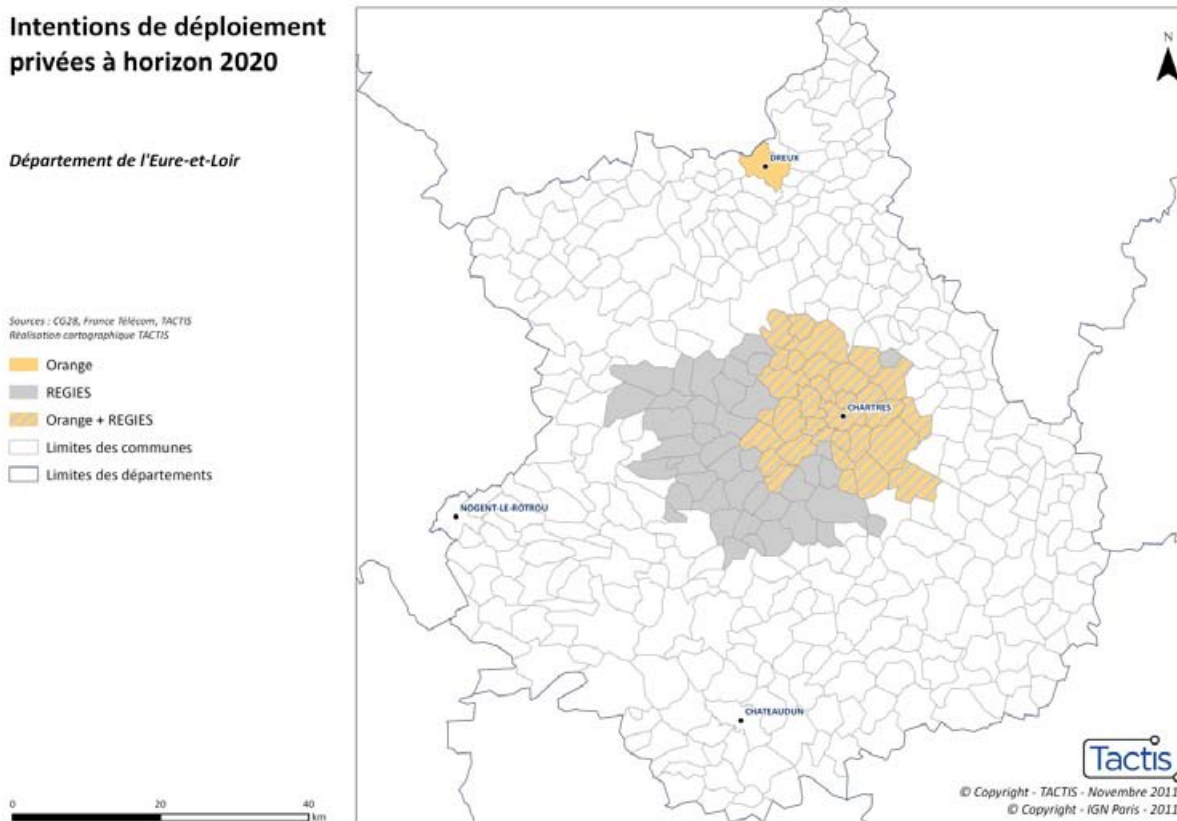 Intentions de déploiement
privées à horizon 2020
Département de l'Eure-et-Loir
Sources : CG28, France Télécom, TACTIS
Réalisation cartographique TACTIS
Orange
REGIES
Orange + REGIES
Limites des communes
Limites des départements
0 20 40
km
N
DREUX
CHARTRES
NOGENT-LE-ROTROU
CHATEAUDUN
Tactis
© Copyright - TACTIS - Novembre 2011
© Copyright - IGN Paris - 2011